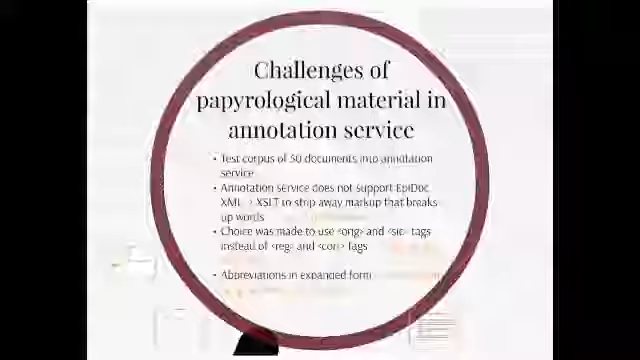 Challenges of
papyrological material in
annotation service
• Test corpus of 50 documents into annotation
service
• Annotation service does not support EpiDoc
XML > XSLT to strip away markup that breaks
up words
• Choice was made to use <orig> and <sic> tags
instead of <reg> and <corr> tags
• Abbreviations in expanded form